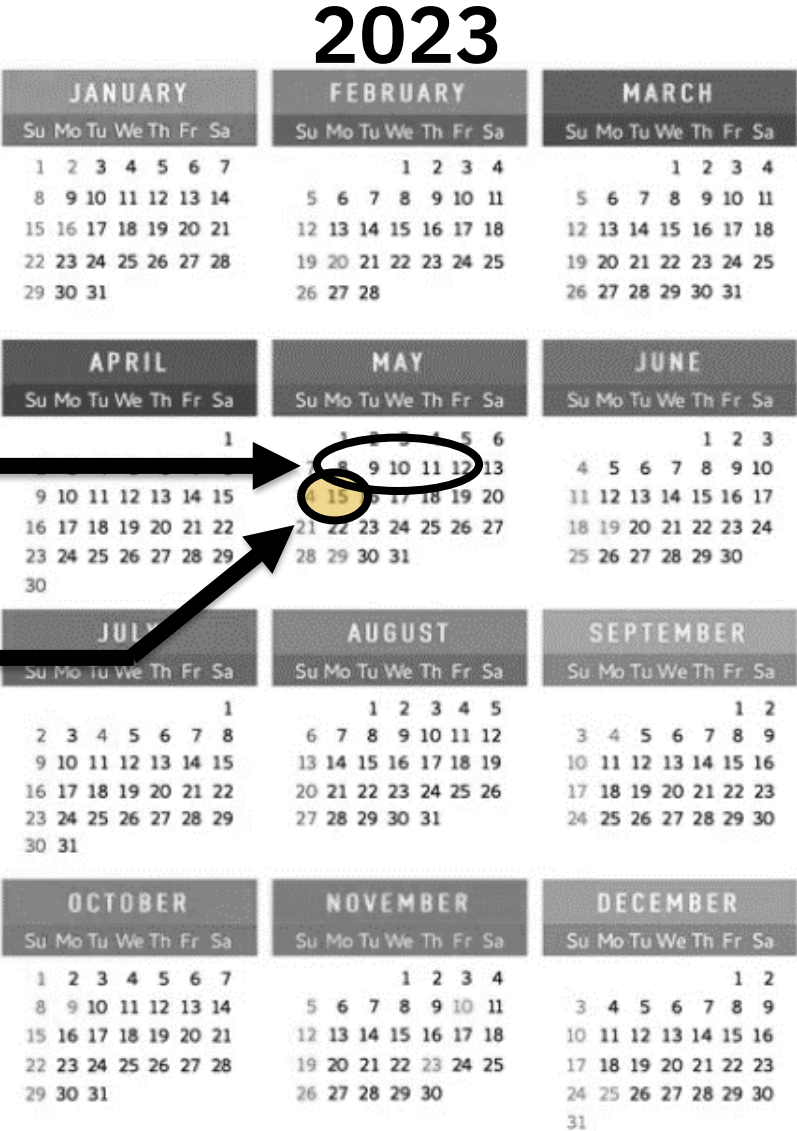 2023
JANUARY FEBRUARY MARCH
Su Mo Tu We Th Fr Sa Su Mo Tu We Th Fr Sa Su Mo Tu We Th Fr Sa
1 2 3 4 5 6 7 1 2 3 4 1 2 3 4
8 9 10 11 12 13 14 5 6 7 8 9 10 11 5 6 7 8 9 10 11
15 16 17 18 19 20 21 12 13 14 15 16 17 18 12 13 14 15 16 17 18
22 23 24 25 26 27 28 19 20 21 22 23 24 25 19 20 21 22 23 24 25
29 30 31 26 27 28 26 27 28 29 30 31
APRIL MAY JUNE
Su Mo Tu We Th Fr Sa Su Mo Tu We Th Fr Sa Su Mo Tu We Th Fr Sa
1 1 2 3 4 5 6 1 2 3
7 8 9 10 11 12 13 4 5 6 7 8 9 10
9 10 11 12 13 14 15 15 16 17 18 19 20 11 12 13 14 15 16 17
16 17 18 19 20 21 22 21 22 23 24 25 26 27 18 19 20 21 22 23 24
23 24 25 26 27 28 29 28 29 30 31 25 26 27 28 29 30
30
JULY AUGUST SEPTEMBER
Su Mo Tu We Th Fr Sa Su Mo Tu We Th Fr Sa Su Mo Tu We Th Fr Sa
1 1 2 3 4 5 1 2
2 3 4 5 6 7 8 6 7 8 9 10 11 12 3 4 5 6 7 8 9
9 10 11 12 13 14 15 13 14 15 16 17 18 19 10 11 12 13 14 15 16
16 17 18 19 20 21 22 20 21 22 23 24 25 26 17 18 19 20 21 22 23
23 24 25 26 27 28 29 27 28 29 30 31 24 25 26 27 28 29 30
30 31
OCTOBER NOVEMBER DECEMBER
Su Mo Tu We Th Fr Sa Su Mo Tu We Th Fr Sa Su Mo Tu We Th Fr Sa
1 2 3 4 5 6 7 1 2 3 4 1 2
8 9 10 11 12 13 14 5 6 7 8 9 10 11 3 4 5 6 7 8 9
15 16 17 18 19 20 21 12 13 14 15 16 17 18 10 11 12 13 14 15 16
22 23 24 25 26 27 28 19 20 21 22 23 24 25 17 18 19 20 21 22 23
29 30 31 26 27 28 29 30 24 25 26 27 28 29 30
31